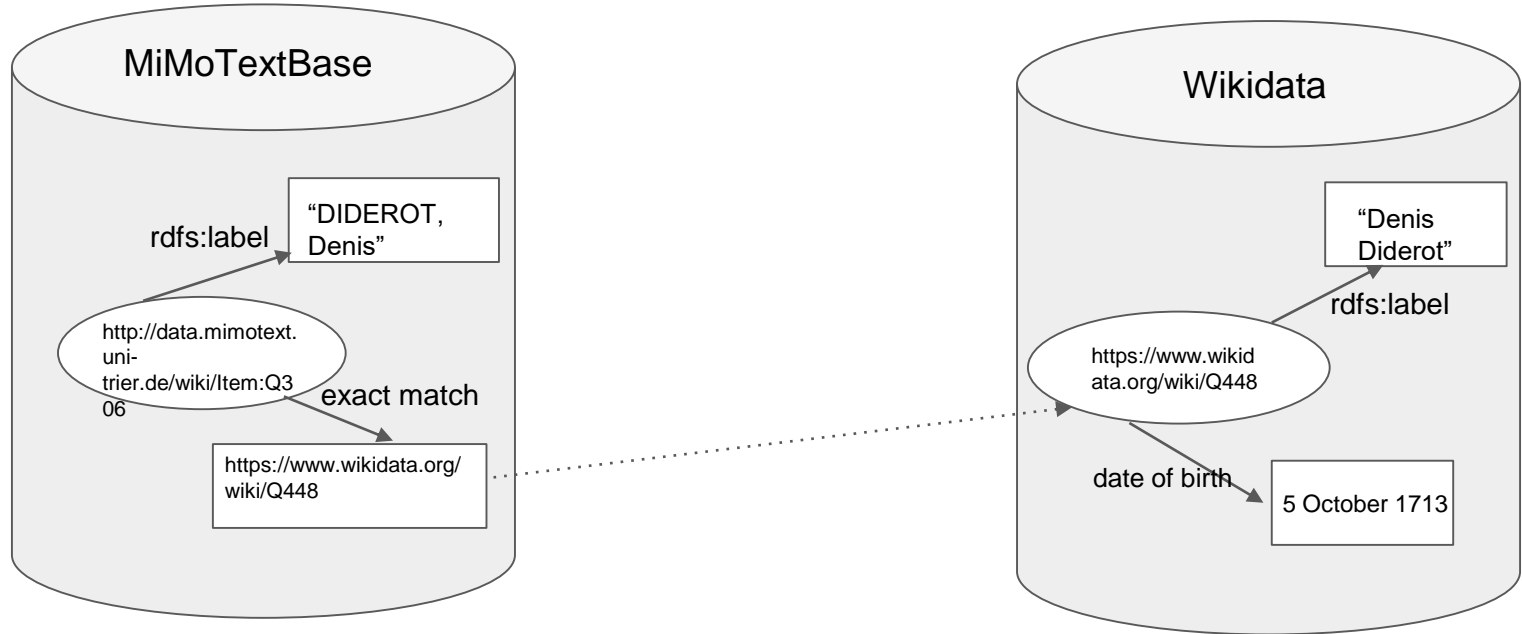 MiMoTextBase
“DIDEROT,
Denis”
rdfs:label
http://data.mimotext.
uni-
trier.de/wiki/Item:Q3
06
exact match
https://www.wikidata.org/
wiki/Q448
Wikidata
“Denis
Diderot”
rdfs:label
https://www.wikid
ata.org/wiki/Q448
date of birth
5 October 1713